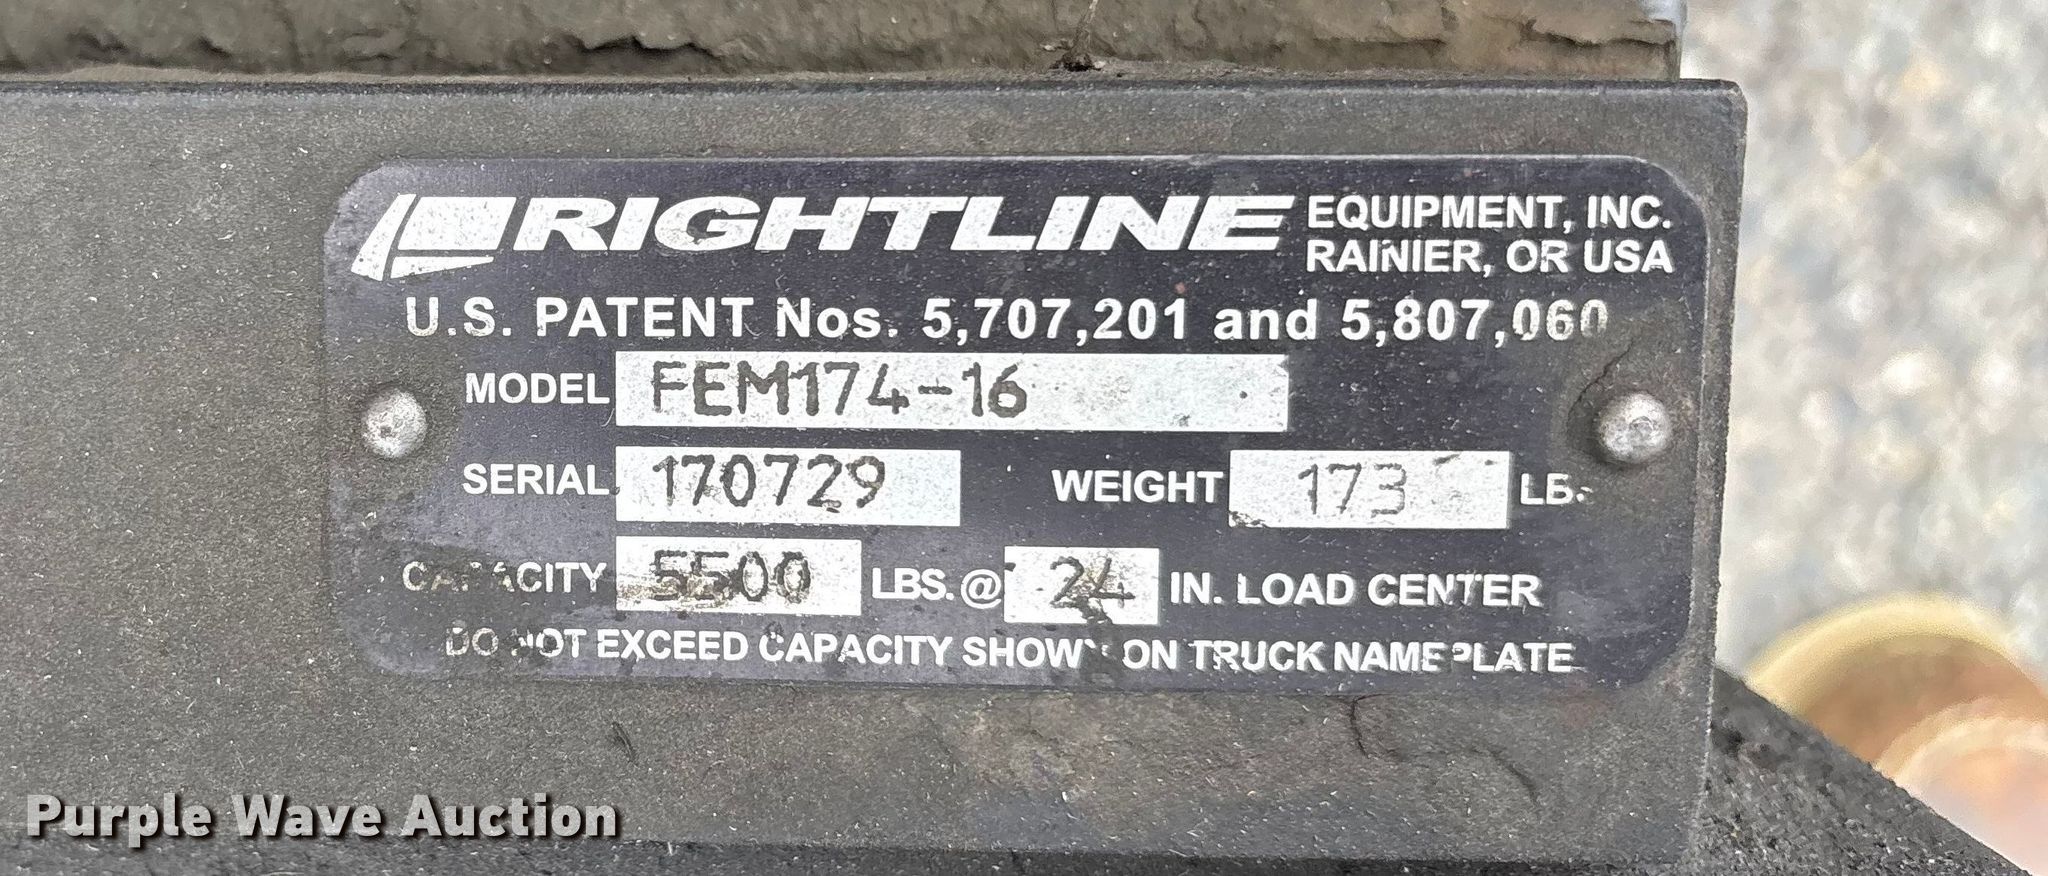 RIGHTLINE EQUIPMENT, INC.
RAINIER, OR USA
U.S. PATENT Nos. 5,707,201 and 5,807,060
MODEL FEM174-16
SERIAL 170729 WEIGHT 173 LB.
CAPACITY 5500 LBS. @ 24 IN. LOAD CENTER
DO NOT EXCEED CAPACITY SHOWN ON TRUCK NAMEPLATE
Purple Wave Auction